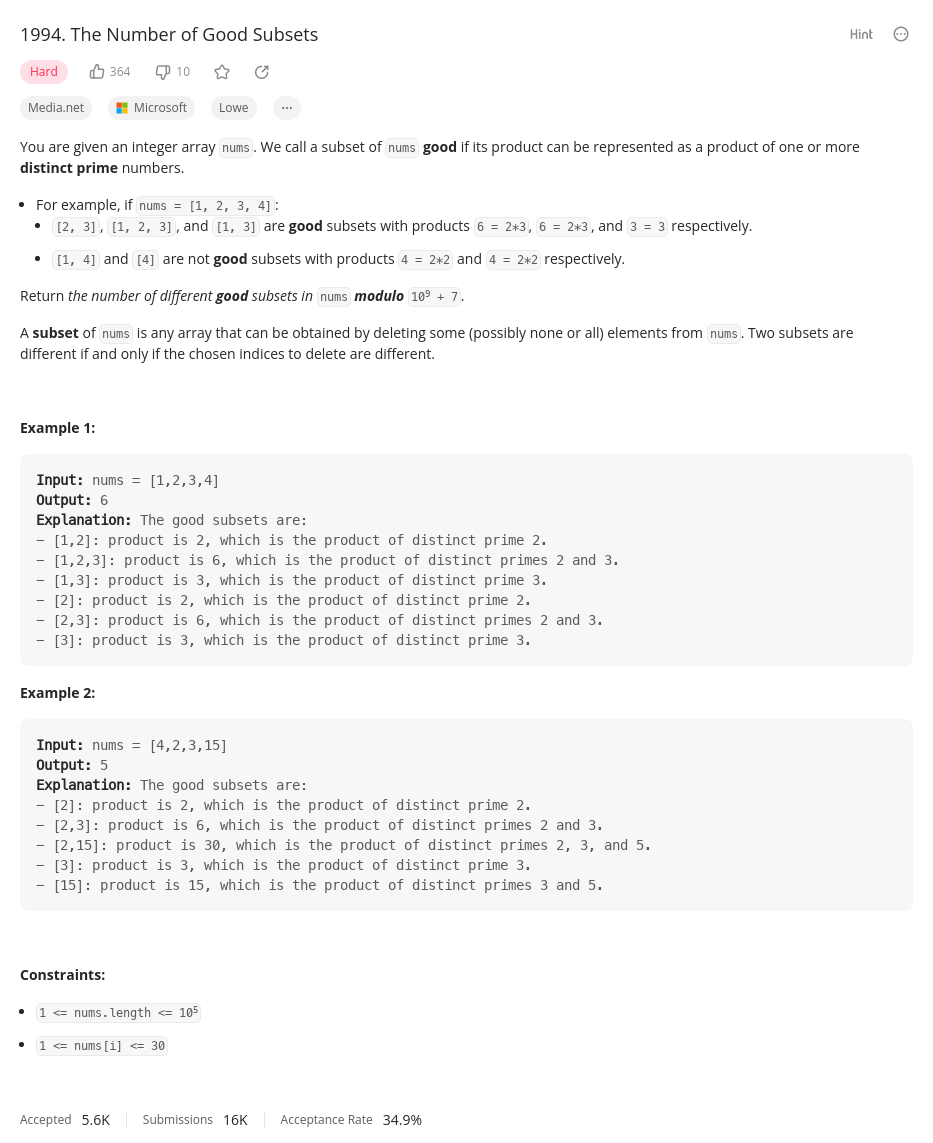 1994. The Number of Good Subsets
Hint
Hard
364
10
Media.net
Microsoft
Lowe
You are given an integer array nums. We call a subset of nums good if its product can be represented as a product of one or more
distinct prime numbers.
• For example, if nums = [1, 2, 3, 4]:
• [2, 3], [1, 2, 3], and [1, 3] are good subsets with products 6 = 2*3, 6 = 2*3, and 3 = 3 respectively.
• [1, 4] and [4] are not good subsets with products 4 = 2*2 and 4 = 2*2 respectively.
Return the number of different good subsets in nums modulo 10⁹ + 7.
A subset of nums is any array that can be obtained by deleting some (possibly none or all) elements from nums. Two subsets are
different if and only if the chosen indices to delete are different.
Example 1:
Input: nums = [1,2,3,4]
Output: 6
Explanation: The good subsets are:
- [1,2]: product is 2, which is the product of distinct prime 2.
- [1,2,3]: product is 6, which is the product of distinct primes 2 and 3.
- [1,3]: product is 3, which is the product of distinct prime 3.
- [2]: product is 2, which is the product of distinct prime 2.
- [2,3]: product is 6, which is the product of distinct primes 2 and 3.
- [3]: product is 3, which is the product of distinct prime 3.
Example 2:
Input: nums = [4,2,3,15]
Output: 5
Explanation: The good subsets are:
- [2]: product is 2, which is the product of distinct prime 2.
- [2,3]: product is 6, which is the product of distinct primes 2 and 3.
- [2,15]: product is 30, which is the product of distinct primes 2, 3, and 5.
- [3]: product is 3, which is the product of distinct prime 3.
- [15]: product is 15, which is the product of distinct primes 3 and 5.
Constraints:
• 1 <= nums.length <= 10⁵
• 1 <= nums[i] <= 30
Accepted 5.6K Submissions 16K Acceptance Rate 34.9%